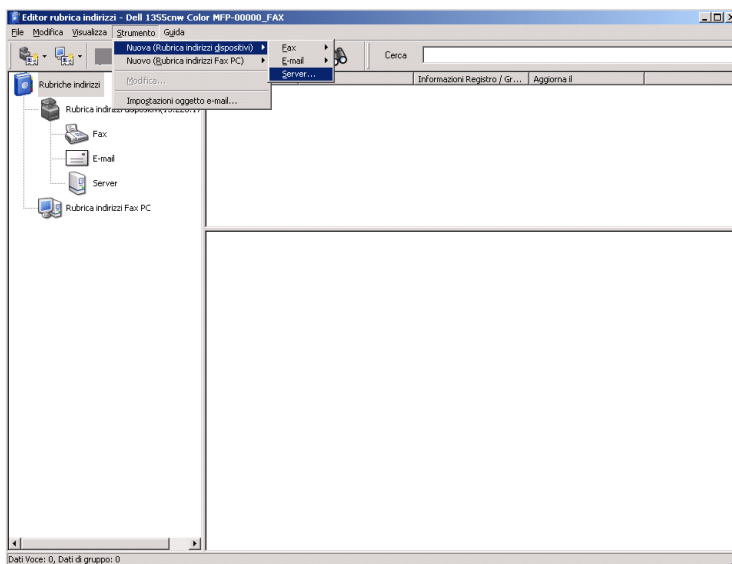 Editor rubrica indirizzi - Dell 1355cnw Color MFP-00000_FAX
File Modifica Visualizza Strumento Guida
Nuova (Rubrica indirizzi dispositivi)
Nuovo (Rubrica indirizzi Fax PC)
Modifica...
Impostazioni oggetto e-mail...
Fax
E-mail
Server...
Cerca
Informazioni Registro / Gr... Aggiorna il
Rubriche indirizzi
Rubrica indirizzi
Fax
E-mail
Server
Rubrica indirizzi Fax PC
Dati Voce: 0, Dati di gruppo: 0